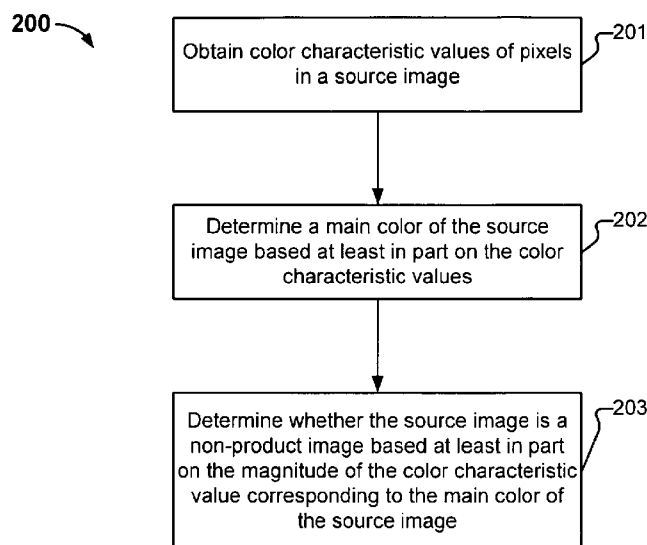 200
Obtain color characteristic values of pixels
in a source image
201
Determine a main color of the source
image based at least in part on the color
characteristic values
202
Determine whether the source image is a
non-product image based at least in part
on the magnitude of the color characteristic
value corresponding to the main color of
the source image
203